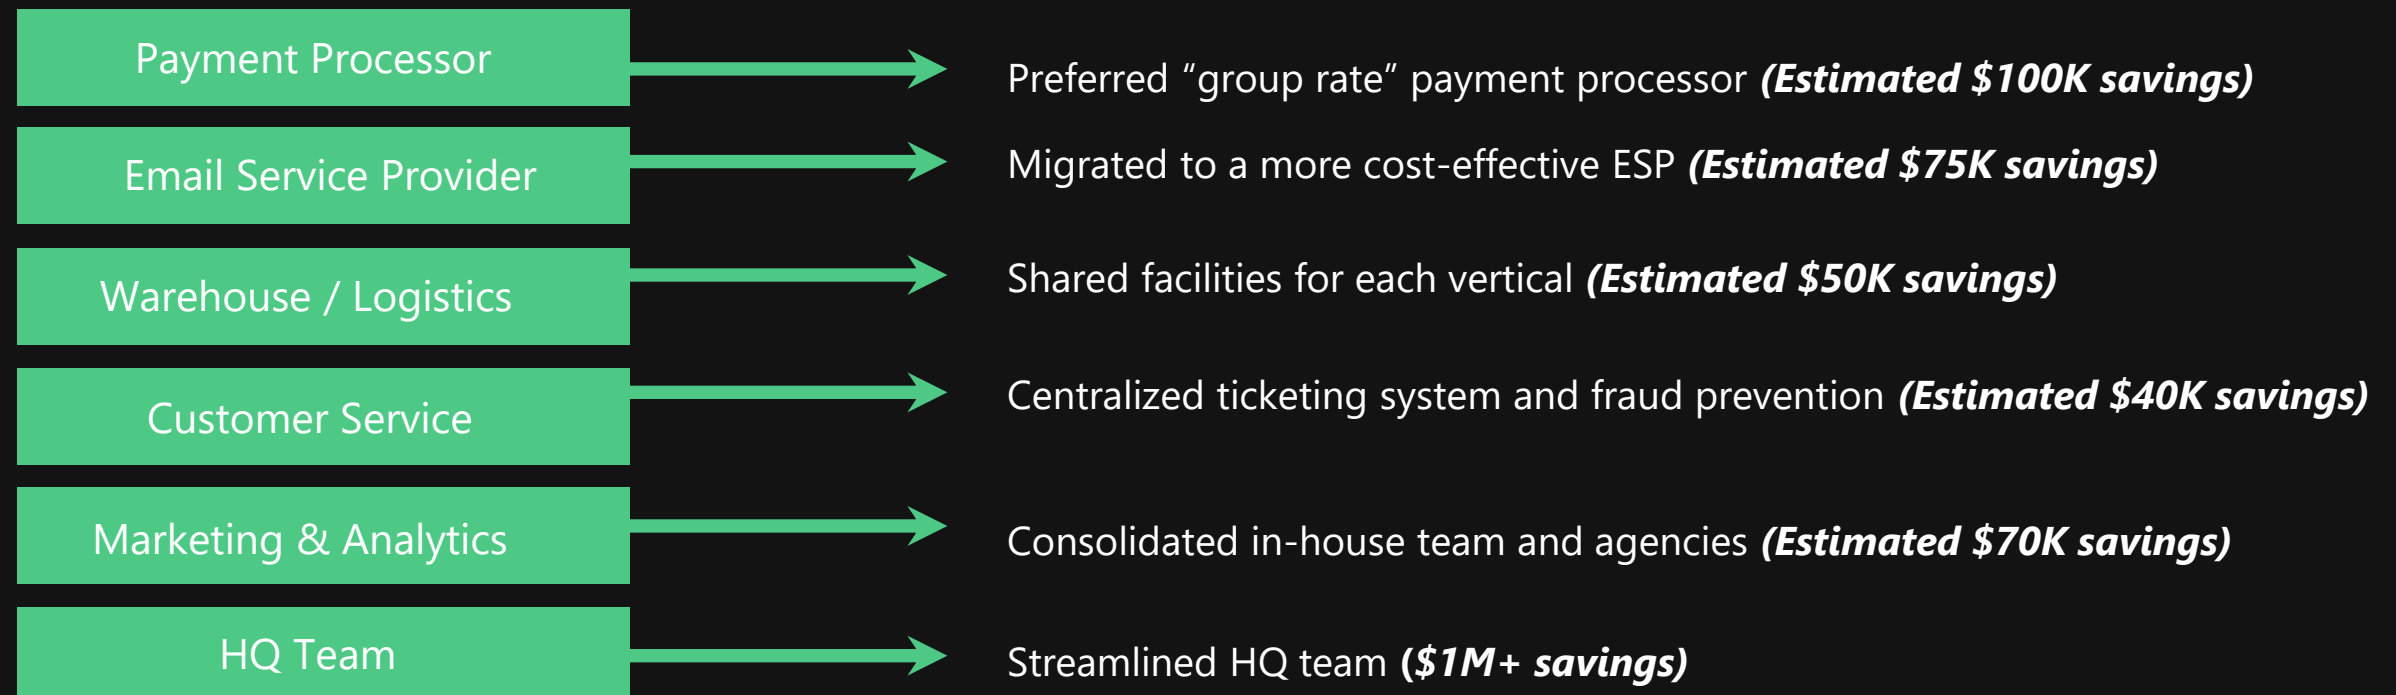 Payment Processor
Preferred “group rate” payment processor (Estimated $100K savings)
Email Service Provider
Migrated to a more cost-effective ESP (Estimated $75K savings)
Warehouse / Logistics
Shared facilities for each vertical (Estimated $50K savings)
Customer Service
Centralized ticketing system and fraud prevention (Estimated $40K savings)
Marketing & Analytics
Consolidated in-house team and agencies (Estimated $70K savings)
HQ Team
Streamlined HQ team ($1M+ savings)